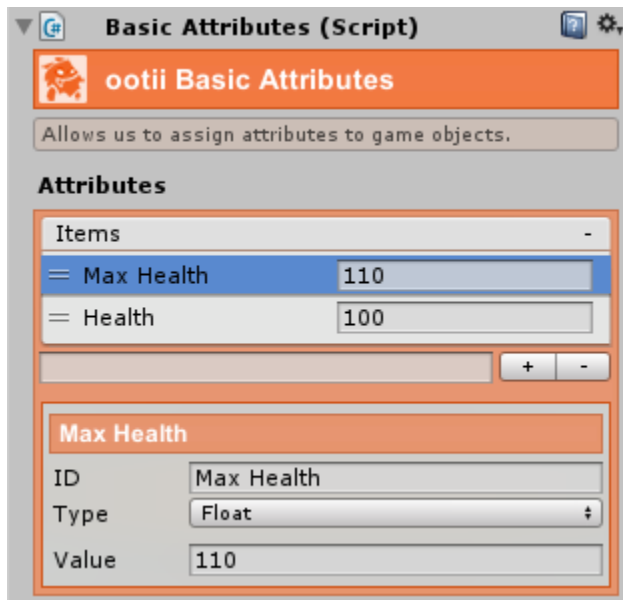 Basic Attributes (Script)
ootii Basic Attributes
Allows us to assign attributes to game objects.
Attributes
Items -
Max Health 110
Health 100
+ -
Max Health
ID Max Health
Type Float
Value 110